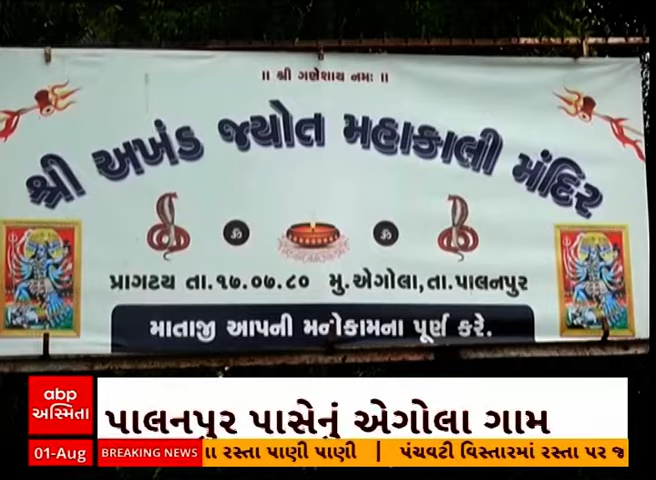 ॥ શ્રી ગણેશાય નમઃ ॥
શ્રી અખંડ જ્યોત મહાકાલી મંદિર
ૐ ૐ
પ્રાગટય તા.૧૭.૦૭.૮૦ મુ.એગોલા,તા.પાલનપુર
માતાજી આપની મનોકામના પૂર્ણ કરે.
abp
અસ્મિતા
પાલનપુર પાસેનું એગોલા ગામ
01-Aug
BREAKING NEWS
રસ્તા પાણી પાણી | પંચવટી વિસ્તારમાં રસ્તા પર